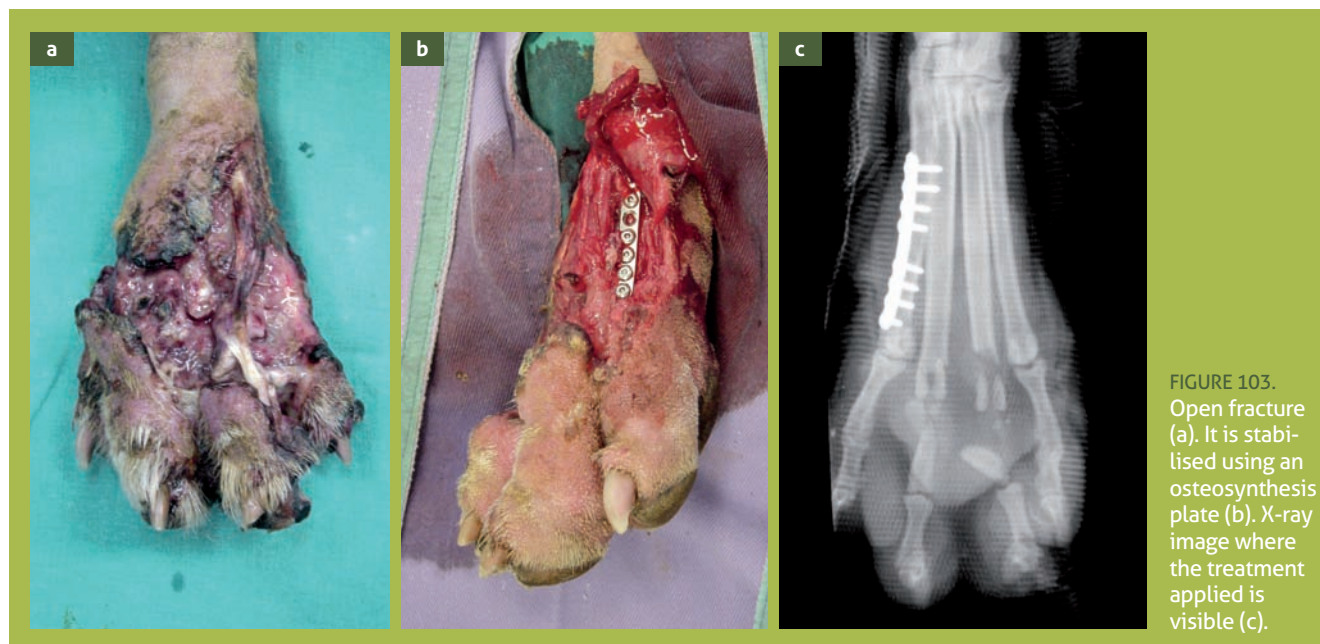 a
b
c
FIGURE 103.
Open fracture
(a). It is stabi-
lised using an
osteosynthesis
plate (b). X-ray
image where
the treatment
applied is
visible (c).